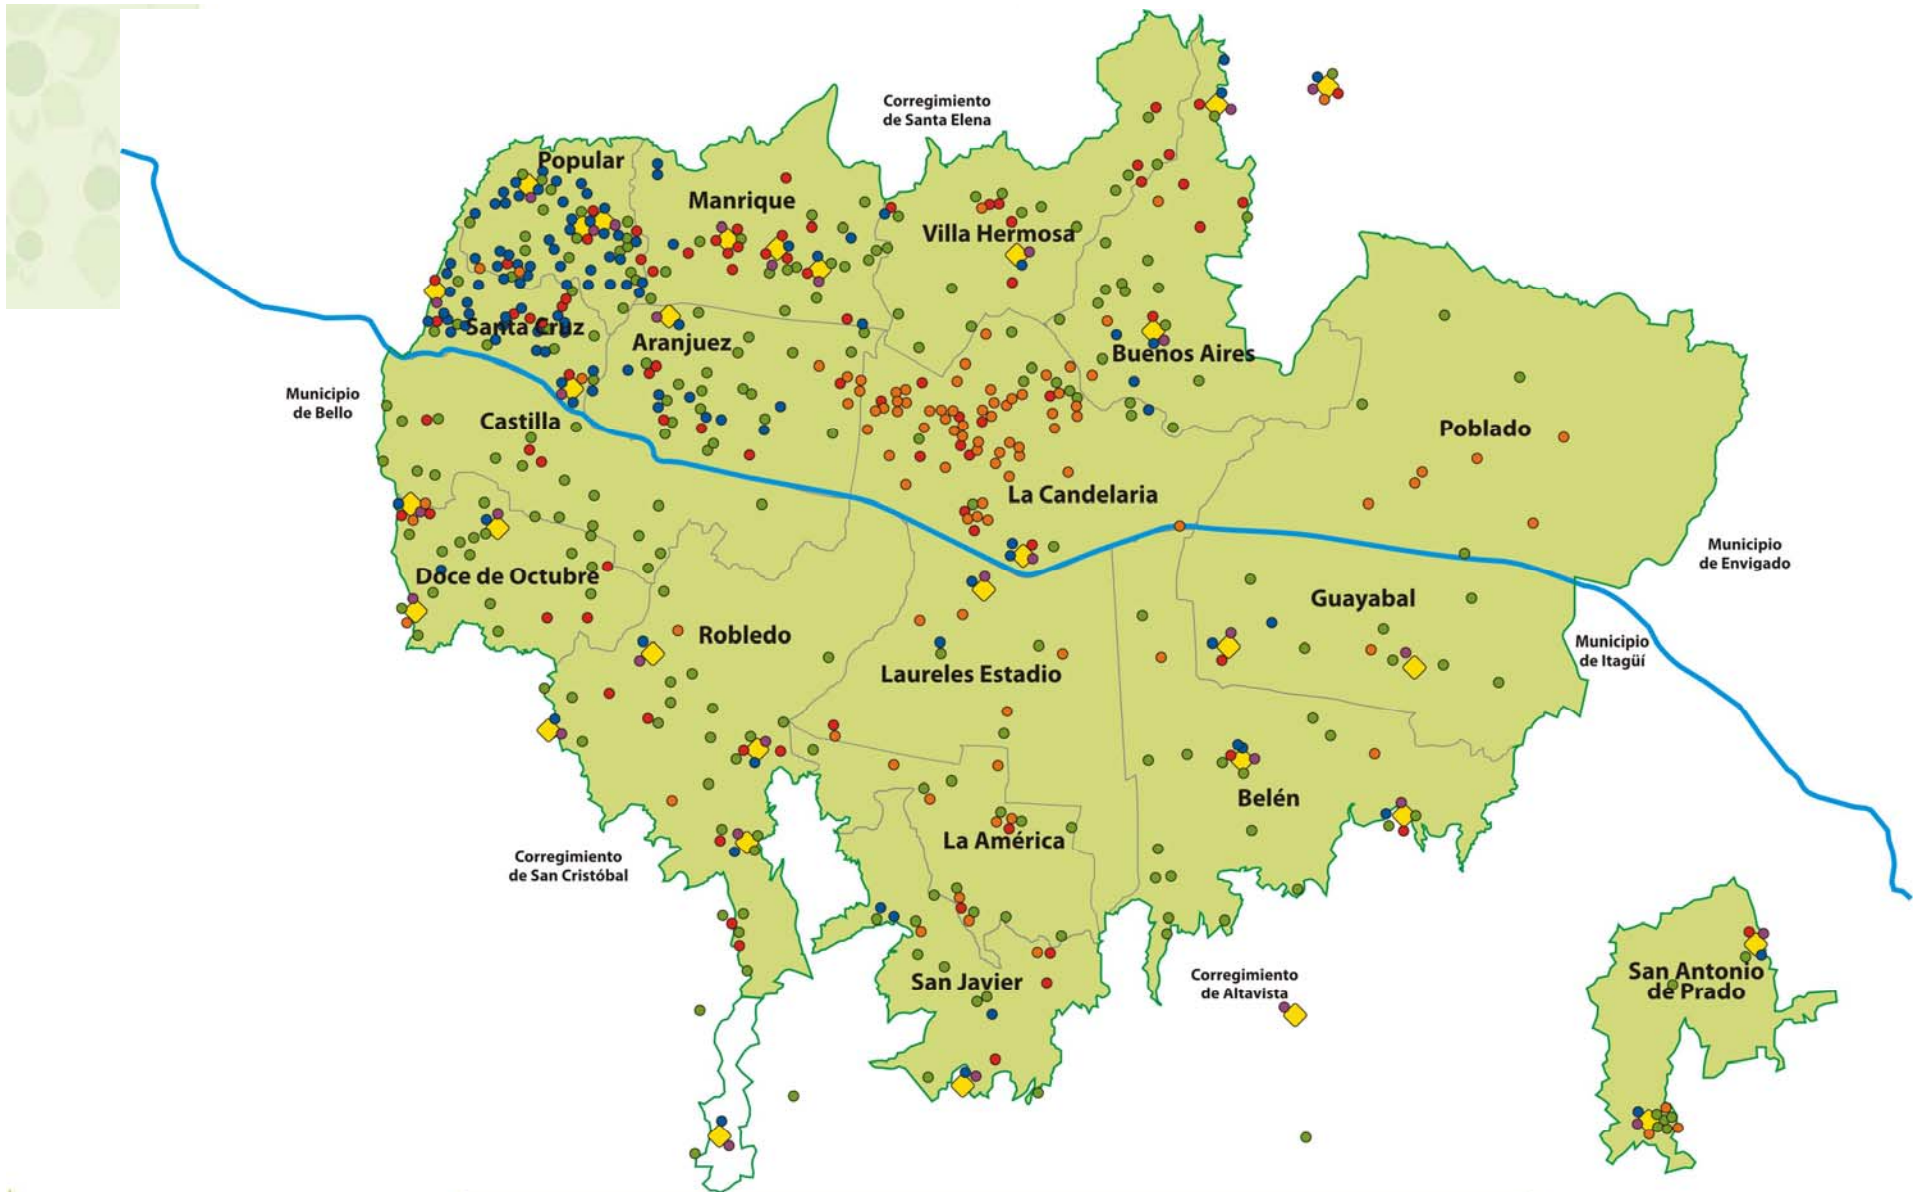 Corregimiento
de Santa Elena
Popular
Manrique
Villa Hermosa
Santa Cruz
Aranjuez
Buenos Aires
Municipio
de Bello
Castilla
Poblado
La Candelaria
Municipio
de Envigado
Doce de Octubre
Guayabal
Robledo
Laureles Estadio
Municipio
de Itagüí
Belén
La América
Corregimiento
de San Cristóbal
San Javier
Corregimiento
de Altavista
San Antonio
de Prado